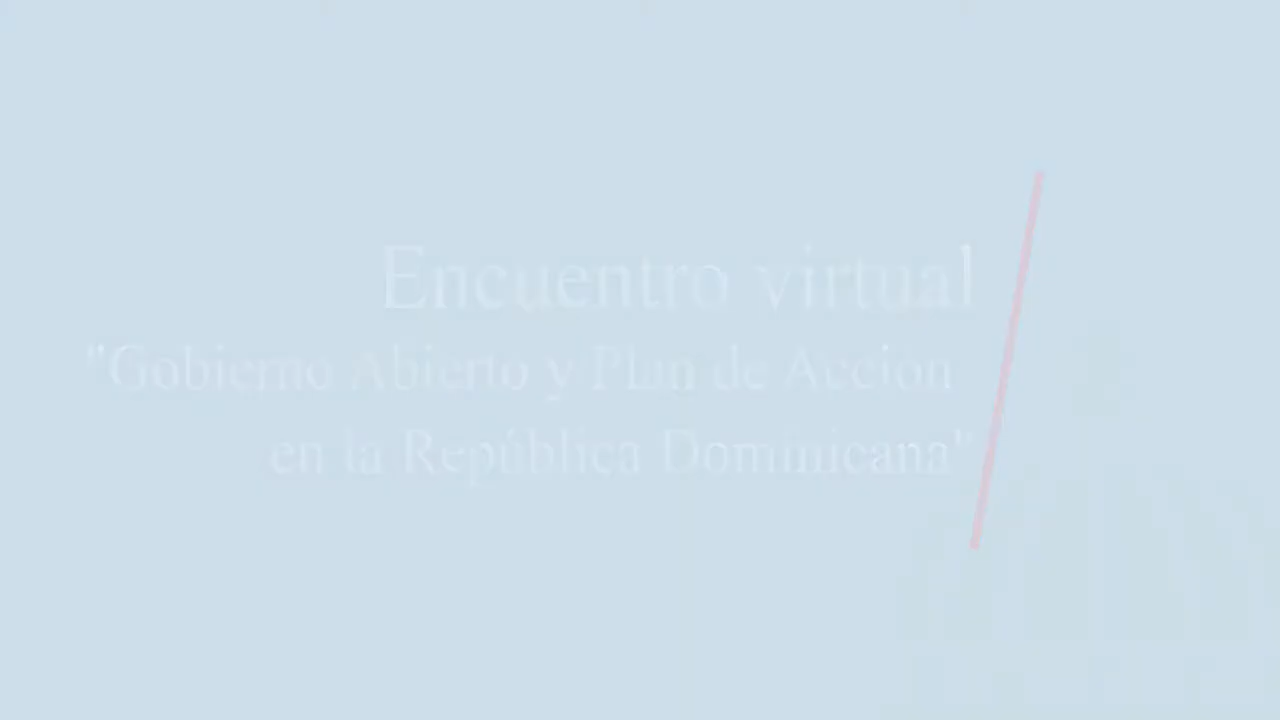 Encuentro virtual
"Gobierno Abierto y Plan de Acción
en la República Dominicana"